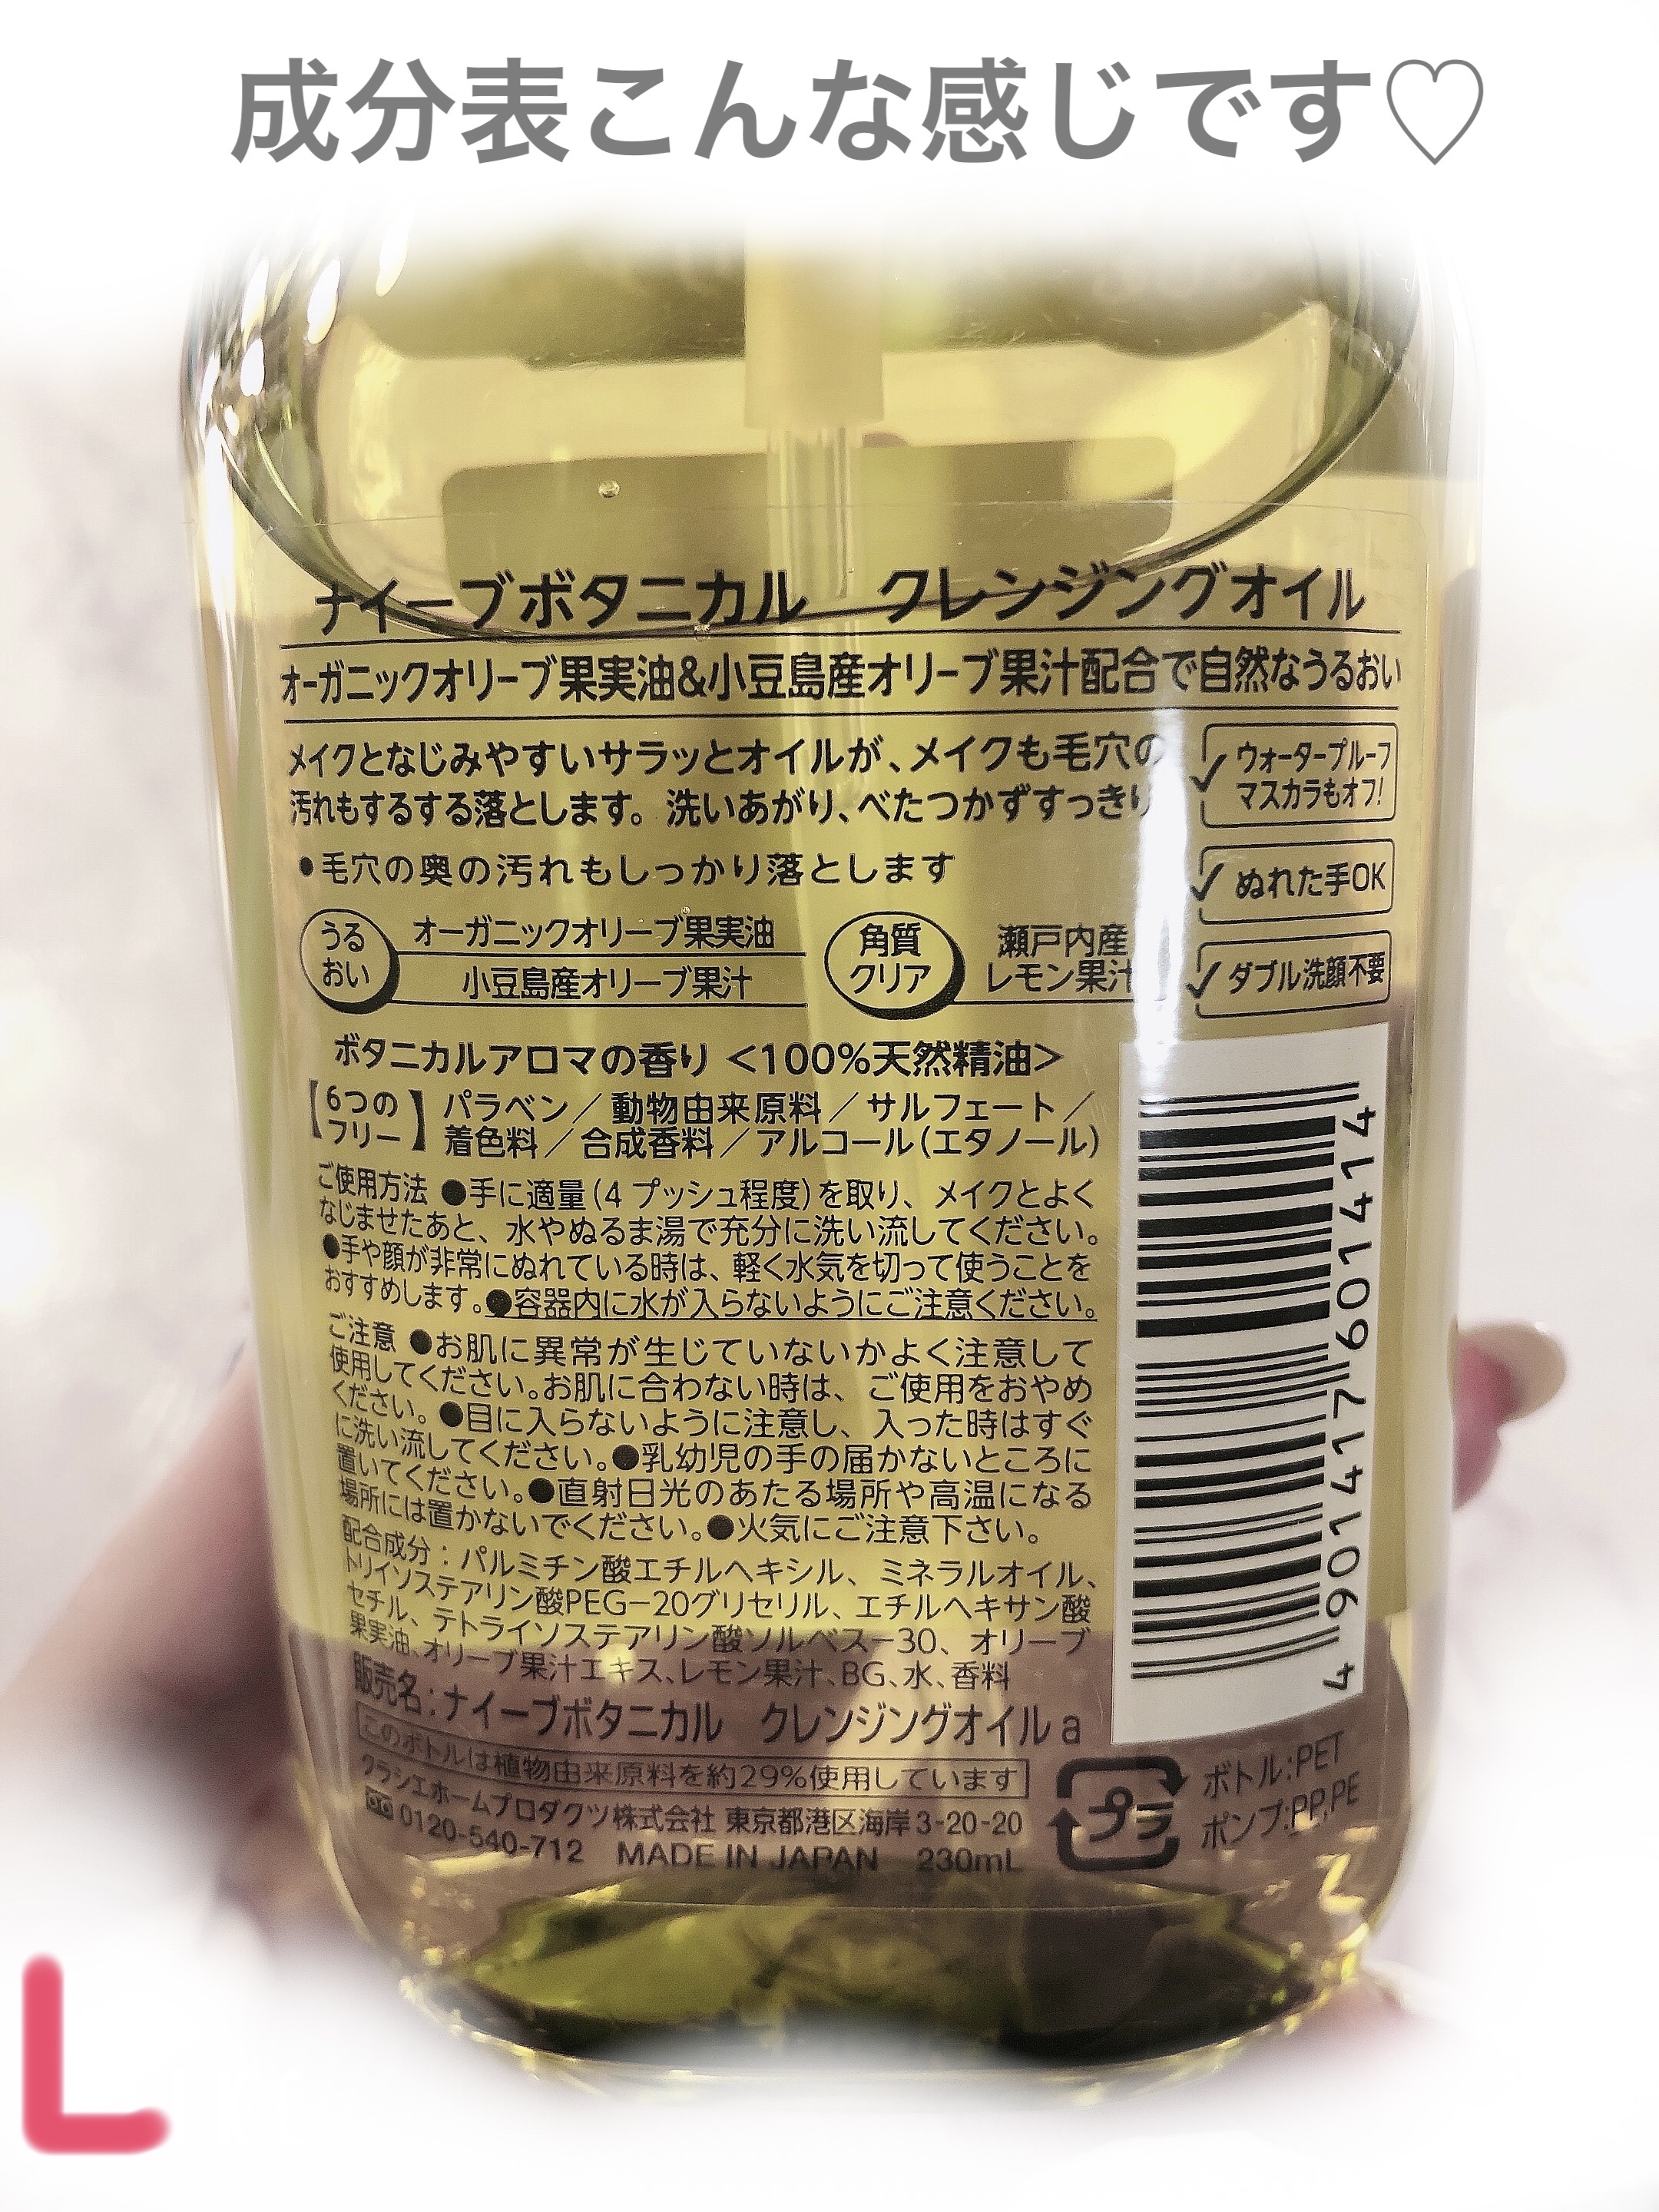 成分表こんな感じです♡
ナイーブボタニカル クレンジングオイル
オーガニックオリーブ果実油&小豆島産オリーブ果汁配合で自然なうるおい
メイクとなじみやすいサラッとオイルが、メイクも毛穴の
汚れもするする落とします。洗いあがり、べたつかずすっきり
ウォータープルーフ
マスカラもオフ!
●毛穴の奥の汚れもしっかり落とします
ぬれた手OK
うる
おい
オーガニックオリーブ果実油
小豆島産オリーブ果汁
角質
クリア
瀬戸内産
レモン果汁
ダブル洗顔不要
ボタニカルアロマの香り <100%天然精油>
【6つの
フリー】
パラベン/動物由来原料/サルフェート/
着色料/合成香料/アルコール(エタノール)
ご使用方法 ●手に適量(4 プッシュ程度)を取り、メイクとよく
なじませたあと、水やぬるま湯で充分に洗い流してください。
●手や顔が非常にぬれている時は、軽く水気を切って使うことを
おすすめします。●容器内に水が入らないようにご注意ください。
ご注意 ●お肌に異常が生じていないかよく注意して
使用してください。お肌に合わない時は、ご使用をおやめ
ください。●目に入らないように注意し、入った時はすぐ
に洗い流してください。●乳幼児の手の届かないところに
置いてください。●直射日光のあたる場所や高温になる
場所には置かないでください。●火気にご注意下さい。
配合成分:パルミチン酸エチルヘキシル、ミネラルオイル、
トリイソステアリン酸PEG-20グリセリル、エチルヘキサン酸
セチル、テトライソステアリン酸ソルベス-30、オリーブ
果実油、オリーブ果汁エキス、レモン果汁、BG、水、香料
販売名:ナイーブボタニカル クレンジングオイルa
このボトルは植物由来原料を約29%使用しています
クラシエホームプロダクツ株式会社 東京都港区海岸3-20-20
0120-540-712 MADE IN JAPAN 230mL
4141097141064
プラ
ボトル:PET
ポンプ:PP,PE
L